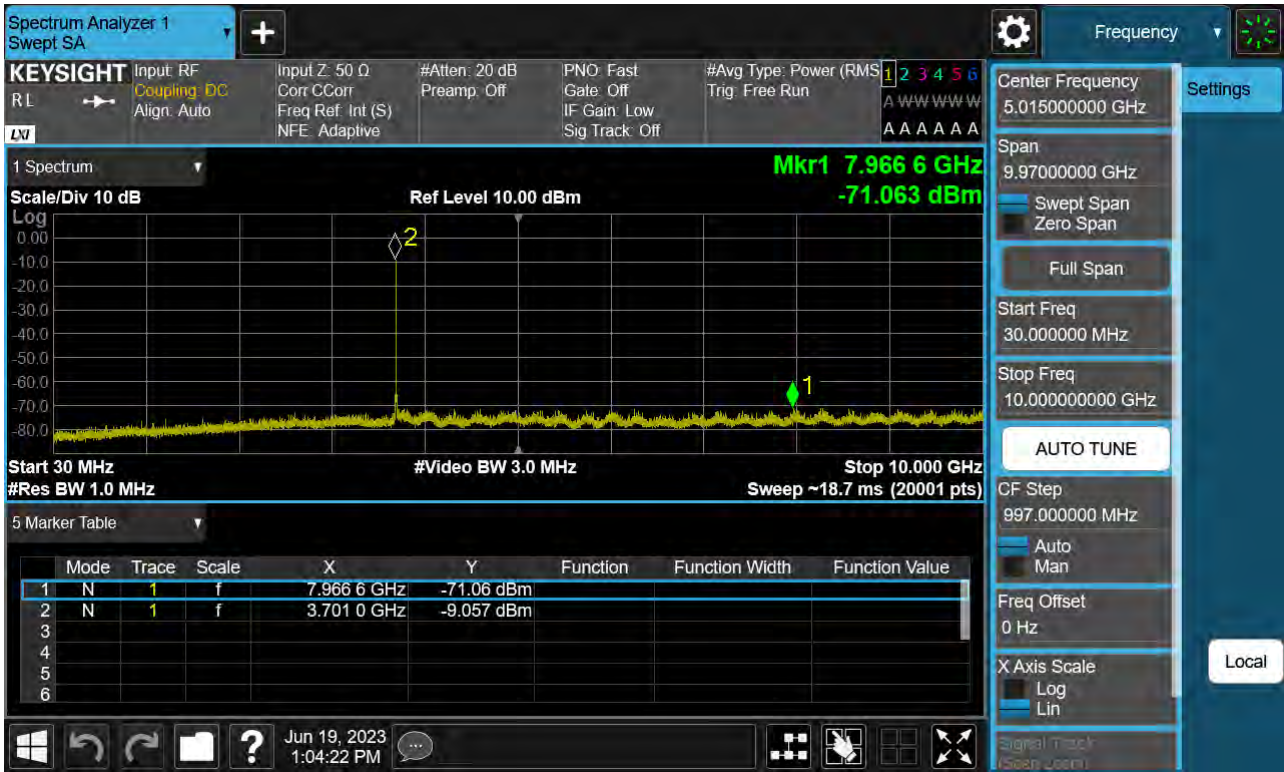 Spectrum Analyzer 1
Swept SA
+
Frequency
KEYSIGHT
RL
LXI
Input: RF
Coupling: DC
Align: Auto
Input Z: 50 Ω
Corr CCorr
Freq Ref: Int (S)
NFE: Adaptive
#Atten: 20 dB
Preamp: Off
PNO: Fast
Gate: Off
IF Gain: Low
Sig Track: Off
#Avg Type: Power (RMS
Trig: Free Run
1 2 3 4 5 6
A W W W W W
A A A A A A
1 Spectrum
Mkr1 7.966 6 GHz
-71.063 dBm
Scale/Div 10 dB
Ref Level 10.00 dBm
Log
0.00
-10.0
-20.0
-30.0
-40.0
-50.0
-60.0
-70.0
-80.0
2
1
Start 30 MHz
#Video BW 3.0 MHz
Stop 10.000 GHz
#Res BW 1.0 MHz
Sweep ~18.7 ms (20001 pts)
5 Marker Table
Mode Trace Scale X Y Function Function Width Function Value
1 N 1 f 7.966 6 GHz -71.06 dBm
2 N 1 f 3.701 0 GHz -9.057 dBm
3
4
5
6
Jun 19, 2023
1:04:22 PM
?
Center Frequency
5.015000000 GHz
Settings
Span
9.97000000 GHz
Swept Span
Zero Span
Full Span
Start Freq
30.000000 MHz
Stop Freq
10.000000000 GHz
AUTO TUNE
CF Step
997.000000 MHz
Auto
Man
Freq Offset
0 Hz
X Axis Scale
Log
Lin
Local
Signal Track
(Span Zoom)